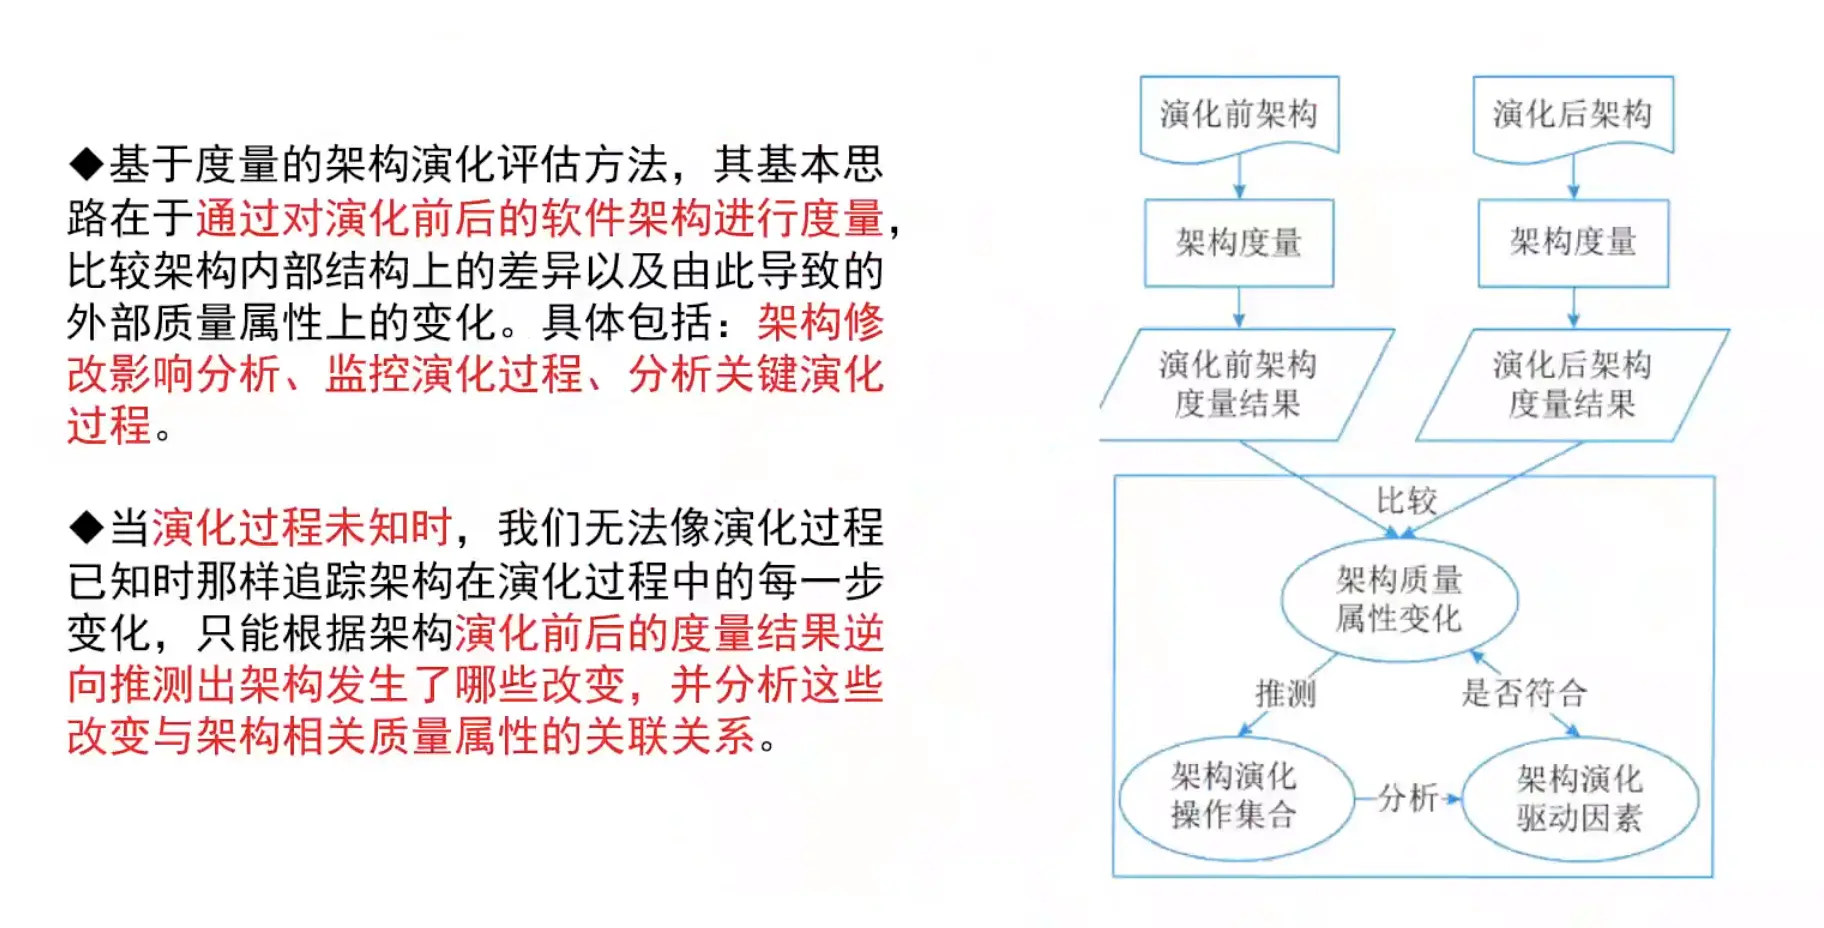 ◆基于度量的架构演化评估方法，其基本思
路在于通过对演化前后的软件架构进行度量，
比较架构内部结构上的差异以及由此导致的
外部质量属性上的变化。具体包括：架构修
改影响分析、监控演化过程、分析关键演化
过程。
◆当演化过程未知时，我们无法像演化过程
已知时那样追踪架构在演化过程中的每一步
变化，只能根据架构演化前后的度量结果逆
向推测出架构发生了哪些改变，并分析这些
改变与架构相关质量属性的关联关系。
演化前架构
演化后架构
架构度量
架构度量
演化前架构
度量结果
演化后架构
度量结果
比较
架构质量
属性变化
推测
是否符合
架构演化
操作集合
分析
架构演化
驱动因素